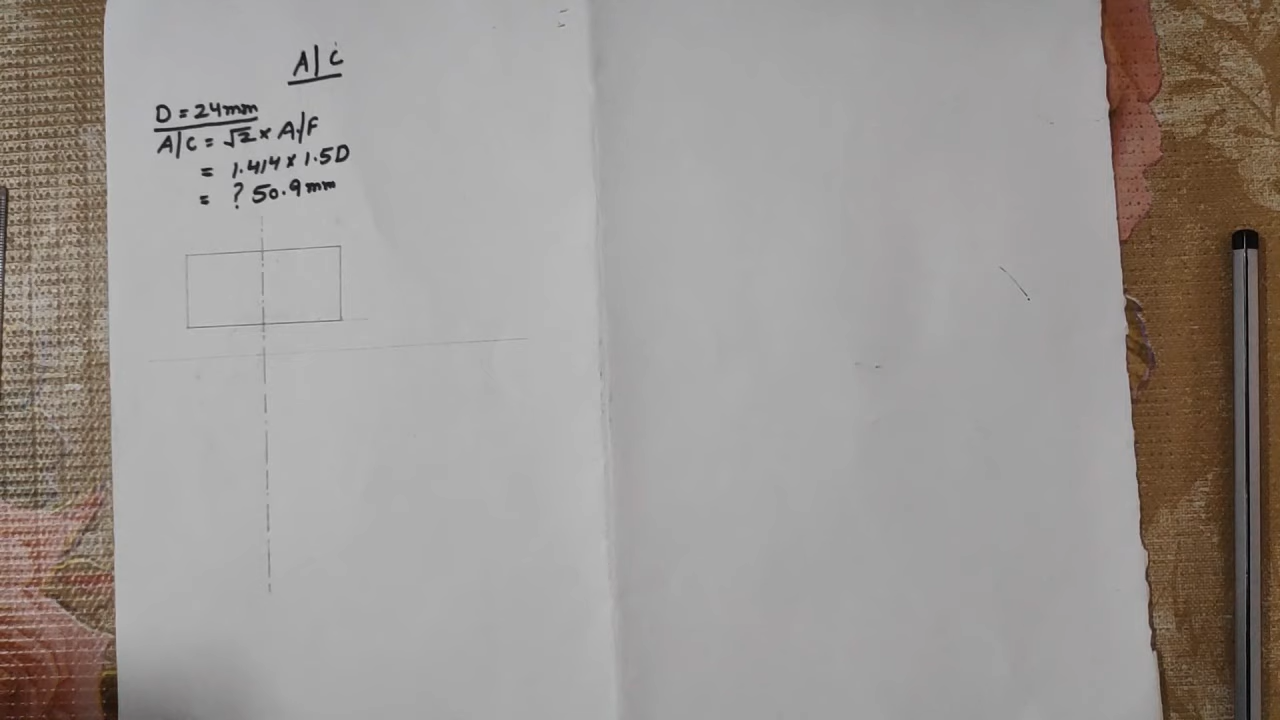 A/C
D = 24mm
A/C = √2 × A/F
= 1.414 × 1.5D
= ? 50.9mm